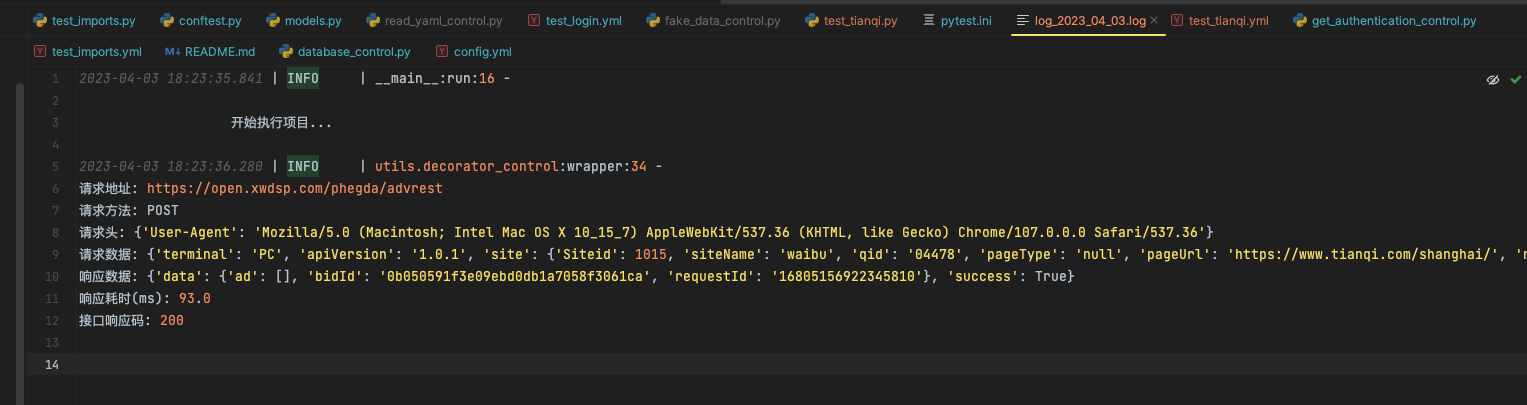 test_imports.py conftest.py models.py read_yaml_control.py test_login.yml fake_data_control.py test_tianqi.py pytest.ini log_2023_04_03.log test_tianqi.yml get_authentication_control.py
test_imports.yml README.md database_control.py config.yml
1 2023-04-03 18:23:35.841 | INFO | __main__:run:16 -
2
3 开始执行项目...
4
5 2023-04-03 18:23:36.280 | INFO | utils.decorator_control:wrapper:34 -
6 请求地址: https://open.xwdsp.com/phegda/advrest
7 请求方法: POST
8 请求头: {'User-Agent': 'Mozilla/5.0 (Macintosh; Intel Mac OS X 10_15_7) AppleWebKit/537.36 (KHTML, like Gecko) Chrome/107.0.0.0 Safari/537.36'}
9 请求数据: {'terminal': 'PC', 'apiVersion': '1.0.1', 'site': {'Siteid': 1015, 'siteName': 'waibu', 'qid': '04478', 'pageType': 'null', 'pageUrl': 'https://www.tianqi.com/shanghai/',
10 响应数据: {'data': {'ad': [], 'bidId': '0b050591f3e09ebd0db1a7058f3061ca', 'requestId': '16805156922345810'}, 'success': True}
11 响应耗时(ms): 93.0
12 接口响应码: 200
13
14